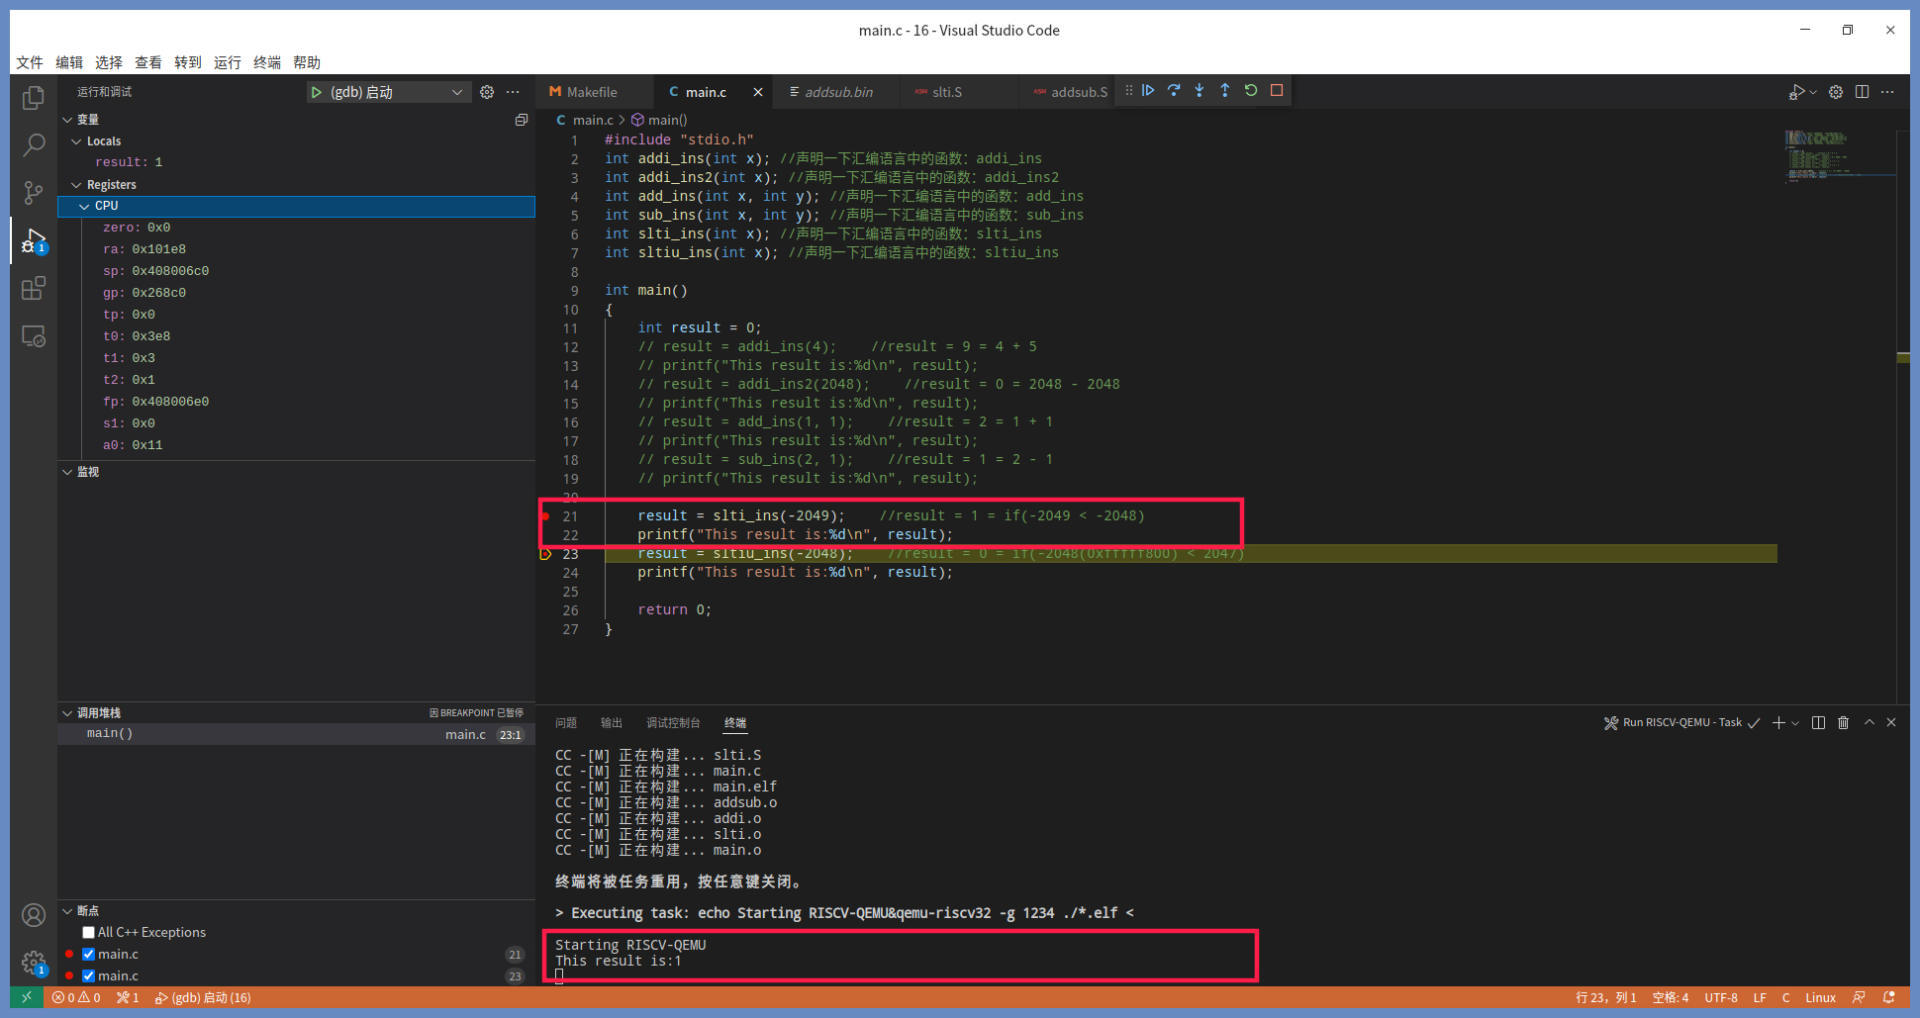 main.c - 16 - Visual Studio Code
文件 编辑 选择 查看 转到 运行 终端 帮助
运行和调试 (gdb) 启动
Makefile main.c addsub.bin slti.S addsub.S
main.c > main()
变量
Locals
result: 1
Registers
CPU
zero: 0x0
ra: 0x101e8
sp: 0x408006c0
gp: 0x268c0
tp: 0x0
t0: 0x3e8
t1: 0x3
t2: 0x1
fp: 0x408006e0
s1: 0x0
a0: 0x11
监视
调用堆栈 因 BREAKPOINT 已暂停
main() main.c 23:1
断点
All C++ Exceptions
main.c 21
main.c 23
1 #include "stdio.h"
2 int addi_ins(int x); //声明一下汇编语言中的函数: addi_ins
3 int addi_ins2(int x); //声明一下汇编语言中的函数: addi_ins2
4 int add_ins(int x, int y); //声明一下汇编语言中的函数: add_ins
5 int sub_ins(int x, int y); //声明一下汇编语言中的函数: sub_ins
6 int slti_ins(int x); //声明一下汇编语言中的函数: slti_ins
7 int sltiu_ins(int x); //声明一下汇编语言中的函数: sltiu_ins
8
9 int main()
10 {
11 int result = 0;
12 // result = addi_ins(4); //result = 9 = 4 + 5
13 // printf("This result is:%d\n", result);
14 // result = addi_ins2(2048); //result = 0 = 2048 - 2048
15 // printf("This result is:%d\n", result);
16 // result = add_ins(1, 1); //result = 2 = 1 + 1
17 // printf("This result is:%d\n", result);
18 // result = sub_ins(2, 1); //result = 1 = 2 - 1
19 // printf("This result is:%d\n", result);
20
21 result = slti_ins(-2049); //result = 1 = if(-2049 < -2048)
22 printf("This result is:%d\n", result);
23 result = sltiu_ins(-2048); //result = 0 = if(-2048(0xfffff800) < 2047)
24 printf("This result is:%d\n", result);
25
26 return 0;
27 }
问题 输出 调试控制台 终端 Run RISCV-QEMU - Task
CC -[M] 正在构建... slti.S
CC -[M] 正在构建... main.c
CC -[M] 正在构建... main.elf
CC -[M] 正在构建... addsub.o
CC -[M] 正在构建... addi.o
CC -[M] 正在构建... slti.o
CC -[M] 正在构建... main.o
终端将被任务重用，按任意键关闭。
> Executing task: echo Starting RISCV-QEMU&qemu-riscv32 -g 1234 ./*.elf <
Starting RISCV-QEMU
This result is:1
0 0 1 (gdb) 启动 (16) 行 23，列 1 空格: 4 UTF-8 LF C Linux